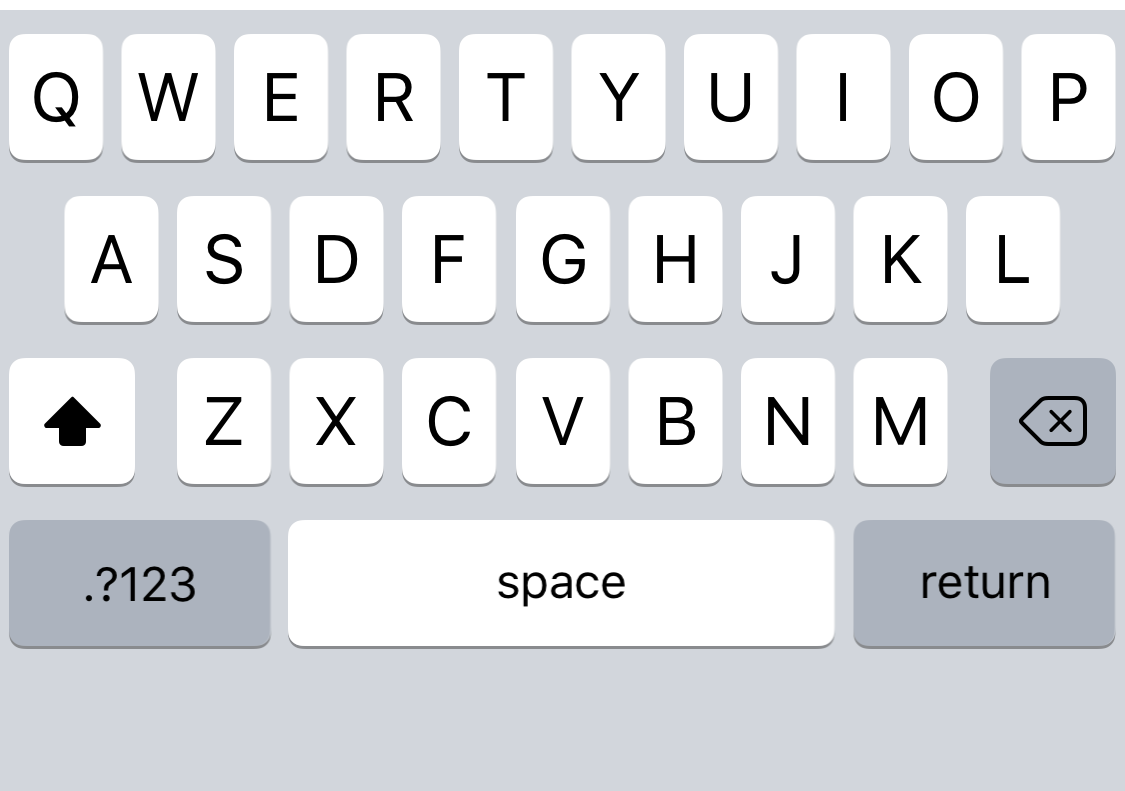 Q W E R T Y U I O P
A S D F G H J K L
Z X C V B N M
.?123 space return